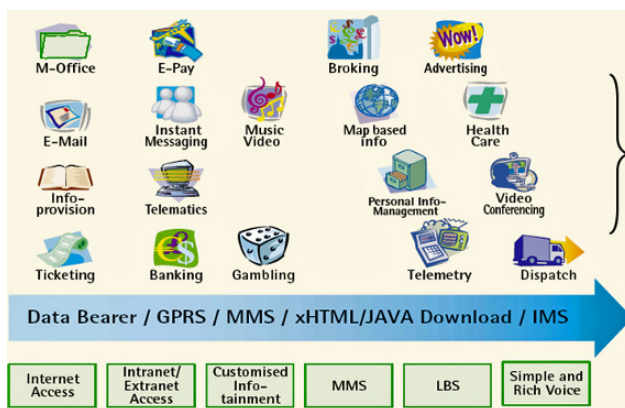 Wow!
M-Office E-Pay Broking Advertising
E-Mail Instant Messaging Music Video Map based info Health Care
Info-provision Telematics Personal Info-Management Video Conferencing
Ticketing Banking Gambling Telemetry Dispatch
Data Bearer / GPRS / MMS / xHTML/JAVA Download / IMS
Internet Access
Intranet/ Extranet Access
Customised Info-tainment
MMS
LBS
Simple and Rich Voice